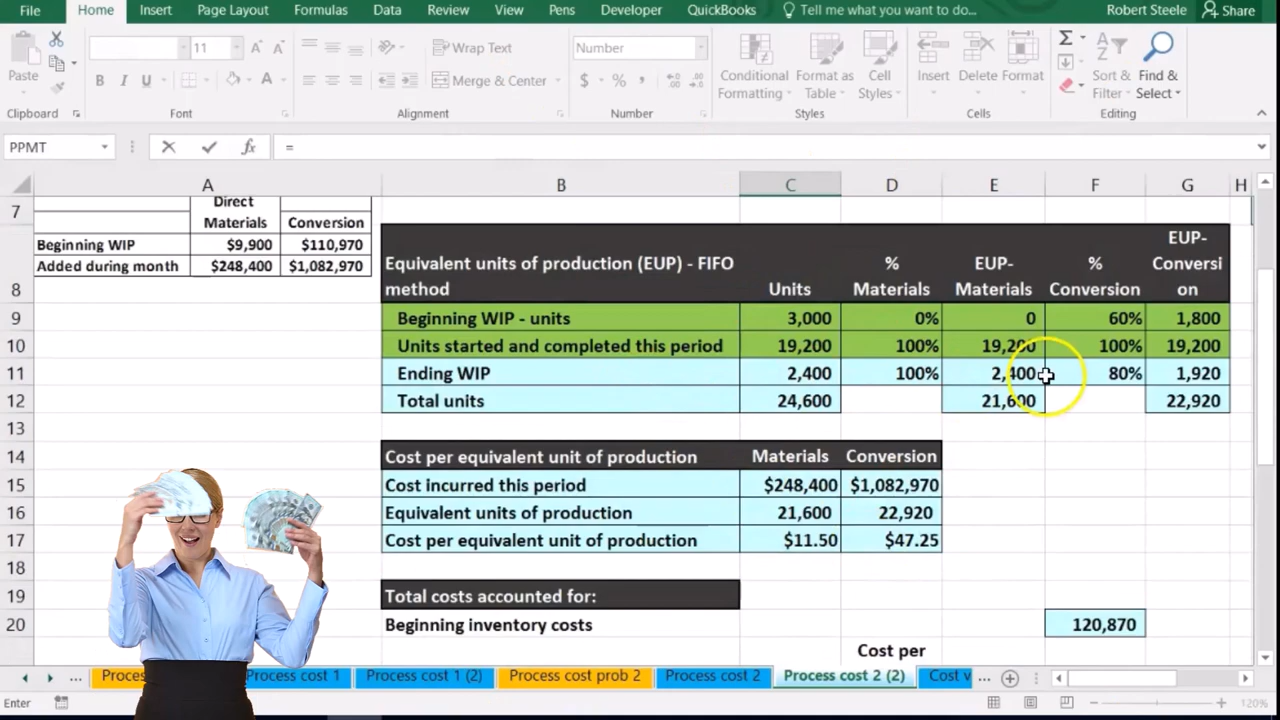 File Home Insert Page Layout Formulas Data Review View Pens Developer QuickBooks Tell me what you want to do... Robert Steele Share
Paste
11
B I U
A A
Wrap Text
Merge & Center
Number
$ % ,
Conditional Formatting
Format as Table
Cell Styles
Insert Delete Format
Sort & Filter
Find & Select
Clipboard Font Alignment Number Styles Cells Editing
PPMT fx =
A B C D E F G H
7
Direct
Materials Conversion
Beginning WIP $9,900 $110,970
Added during month $248,400 $1,082,970
8
Equivalent units of production (EUP) - FIFO
method
Units
%
Materials
EUP-
Materials
%
Conversion
EUP-
Conversi
on
9 Beginning WIP - units 3,000 0% 0 60% 1,800
10 Units started and completed this period 19,200 100% 19,200 100% 19,200
11 Ending WIP 2,400 100% 2,400 80% 1,920
12 Total units 24,600 21,600 22,920
13
14 Cost per equivalent unit of production Materials Conversion
15 Cost incurred this period $248,400 $1,082,970
16 Equivalent units of production 21,600 22,920
17 Cost per equivalent unit of production $11.50 $47.25
18
19 Total costs accounted for:
20 Beginning inventory costs 120,870
Cost per
... Proces Process cost 1 Process cost 1 (2) Process cost prob 2 Process cost 2 Process cost 2 (2) Cost v ...
Enter 120%